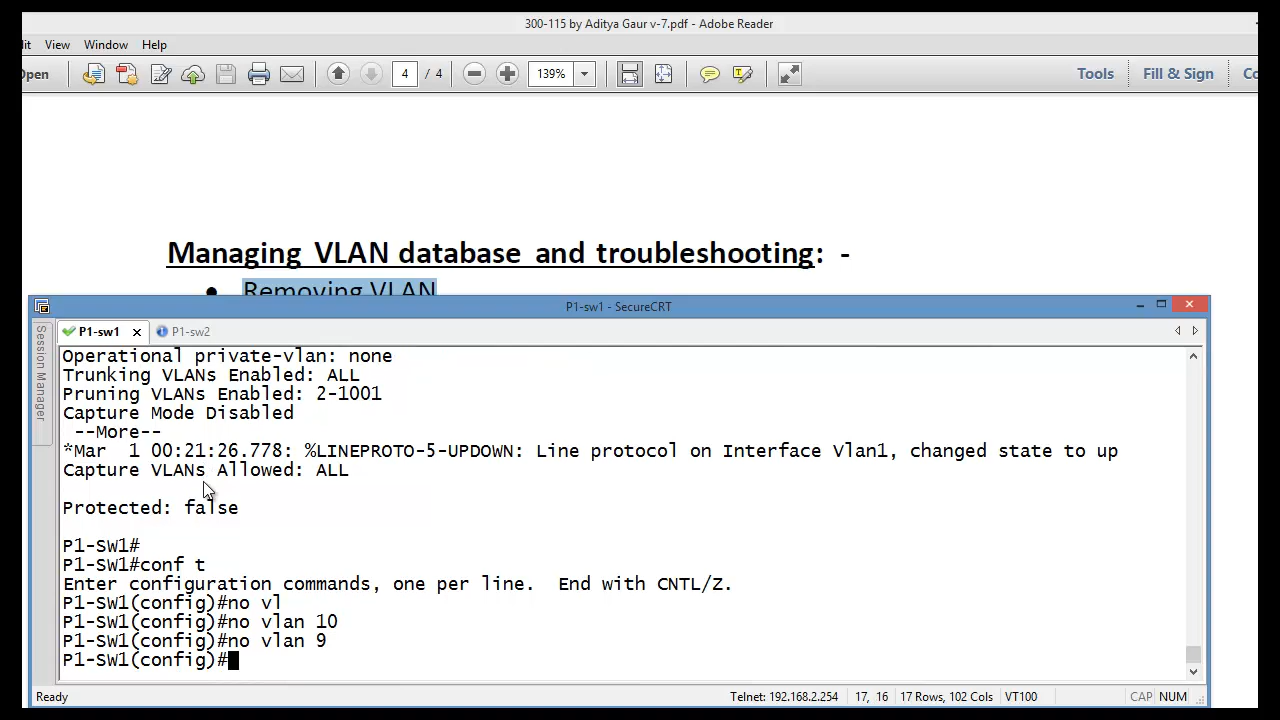 300-115 by Aditya Gaur v-7.pdf - Adobe Reader
it View Window Help
Open 4 / 4 139% Tools Fill & Sign Co
Managing VLAN database and troubleshooting: -
• Removing VLAN
P1-sw1 - SecureCRT
P1-sw1 P1-sw2
Session Manager
Operational private-vlan: none
Trunking VLANs Enabled: ALL
Pruning VLANs Enabled: 2-1001
Capture Mode Disabled
--More--
*Mar 1 00:21:26.778: %LINEPROTO-5-UPDOWN: Line protocol on Interface Vlan1, changed state to up
Capture VLANs Allowed: ALL
Protected: false
P1-SW1#
P1-SW1#conf t
Enter configuration commands, one per line. End with CNTL/Z.
P1-SW1(config)#no vl
P1-SW1(config)#no vlan 10
P1-SW1(config)#no vlan 9
P1-SW1(config)#
Ready Telnet: 192.168.2.254 17, 16 17 Rows, 102 Cols VT100 CAP NUM